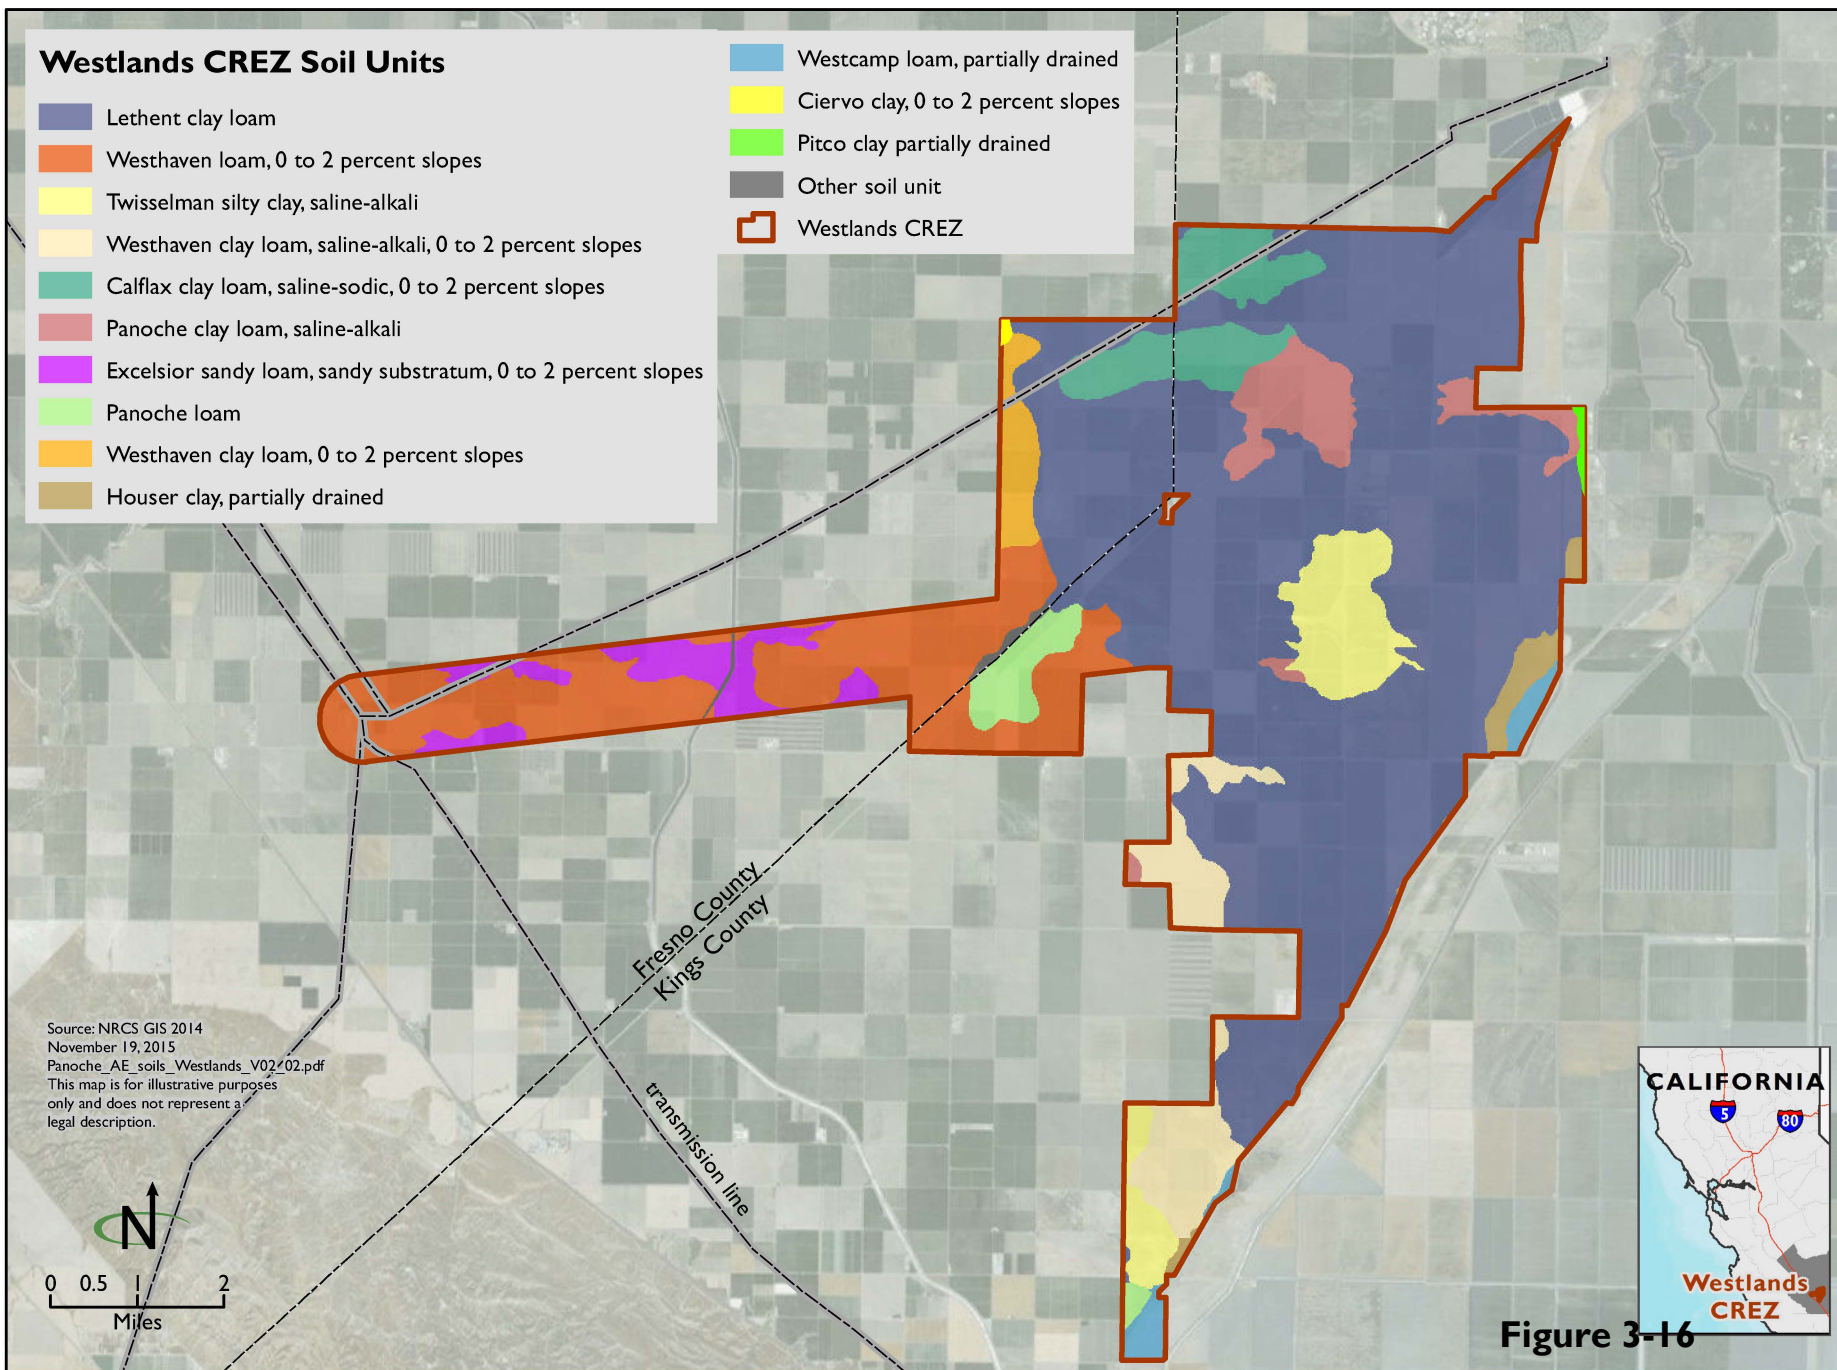 Westlands CREZ Soil Units
Lethent clay loam
Westhaven loam, 0 to 2 percent slopes
Twisselman silty clay, saline-alkali
Westhaven clay loam, saline-alkali, 0 to 2 percent slopes
Calflax clay loam, saline-sodic, 0 to 2 percent slopes
Panoche clay loam, saline-alkali
Excelsior sandy loam, sandy substratum, 0 to 2 percent slopes
Panoche loam
Westhaven clay loam, 0 to 2 percent slopes
Houser clay, partially drained
Westcamp loam, partially drained
Ciervo clay, 0 to 2 percent slopes
Pitco clay partially drained
Other soil unit
Westlands CREZ
Fresno County
Kings County
transmission line
Source: NRCS GIS 2014
November 19, 2015
Panoche_AE_soils_Westlands_V02_02.pdf
This map is for illustrative purposes
only and does not represent a
legal description.
N
0 0.5 1 2
Miles
CALIFORNIA
5
80
Westlands
CREZ
Figure 3-16